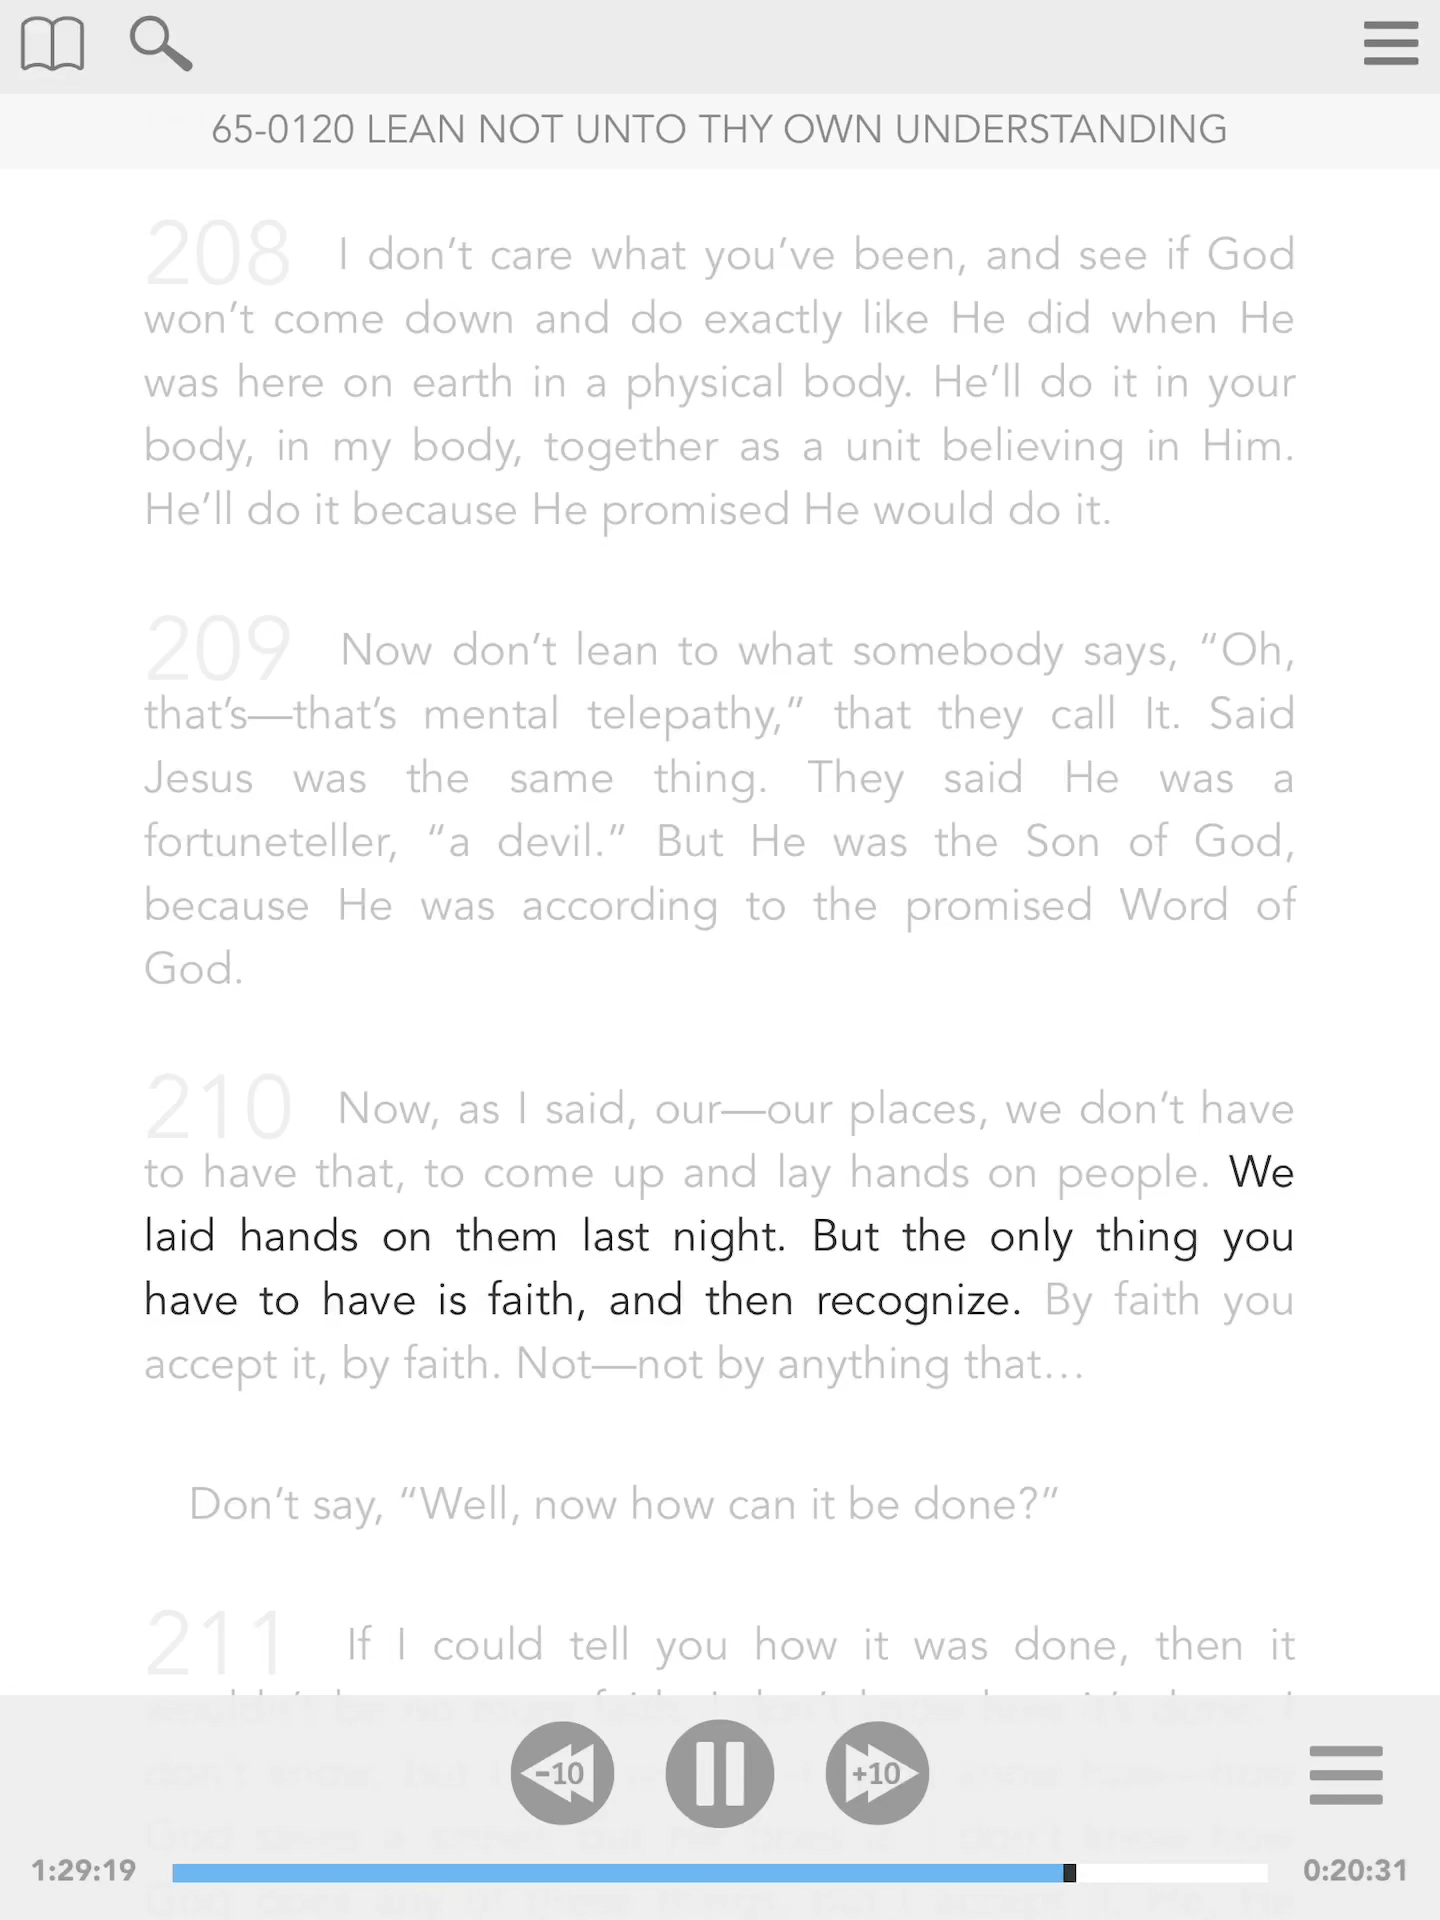 65-0120 LEAN NOT UNTO THY OWN UNDERSTANDING
208 I don't care what you've been, and see if God
won't come down and do exactly like He did when He
was here on earth in a physical body. He'll do it in your
body, in my body, together as a unit believing in Him.
He'll do it because He promised He would do it.
209 Now don't lean to what somebody says, “Oh,
that's—that's mental telepathy,” that they call It. Said
Jesus was the same thing. They said He was a
fortuneteller, “a devil.” But He was the Son of God,
because He was according to the promised Word of
God.
210 Now, as I said, our—our places, we don't have
to have that, to come up and lay hands on people. We
laid hands on them last night. But the only thing you
have to have is faith, and then recognize. By faith you
accept it, by faith. Not—not by anything that…
Don't say, “Well, now how can it be done?”
211 If I could tell you how it was done, then it
wouldn't be no more faith. I don't know how it's done. I
-10 +10
1:29:19 0:20:31